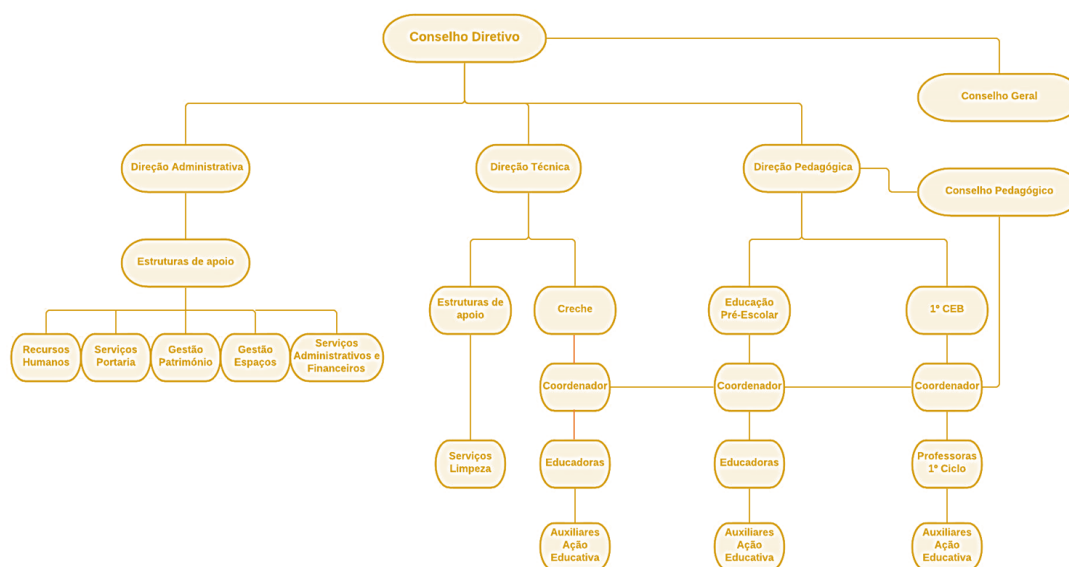 Conselho Diretivo
Conselho Geral
Direção Administrativa
Direção Técnica
Direção Pedagógica
Conselho Pedagógico
Estruturas de apoio
Estruturas de
apoio
Creche
Educação
Pré-Escolar
1º CEB
Recursos
Humanos
Serviços
Portaria
Gestão
Património
Gestão
Espaços
Serviços
Administrativos e
Financeiros
Coordenador
Coordenador
Coordenador
Serviços
Limpeza
Educadoras
Educadoras
Professoras
1º Ciclo
Auxiliares
Ação
Educativa
Auxiliares
Ação
Educativa
Auxiliares
Ação
Educativa